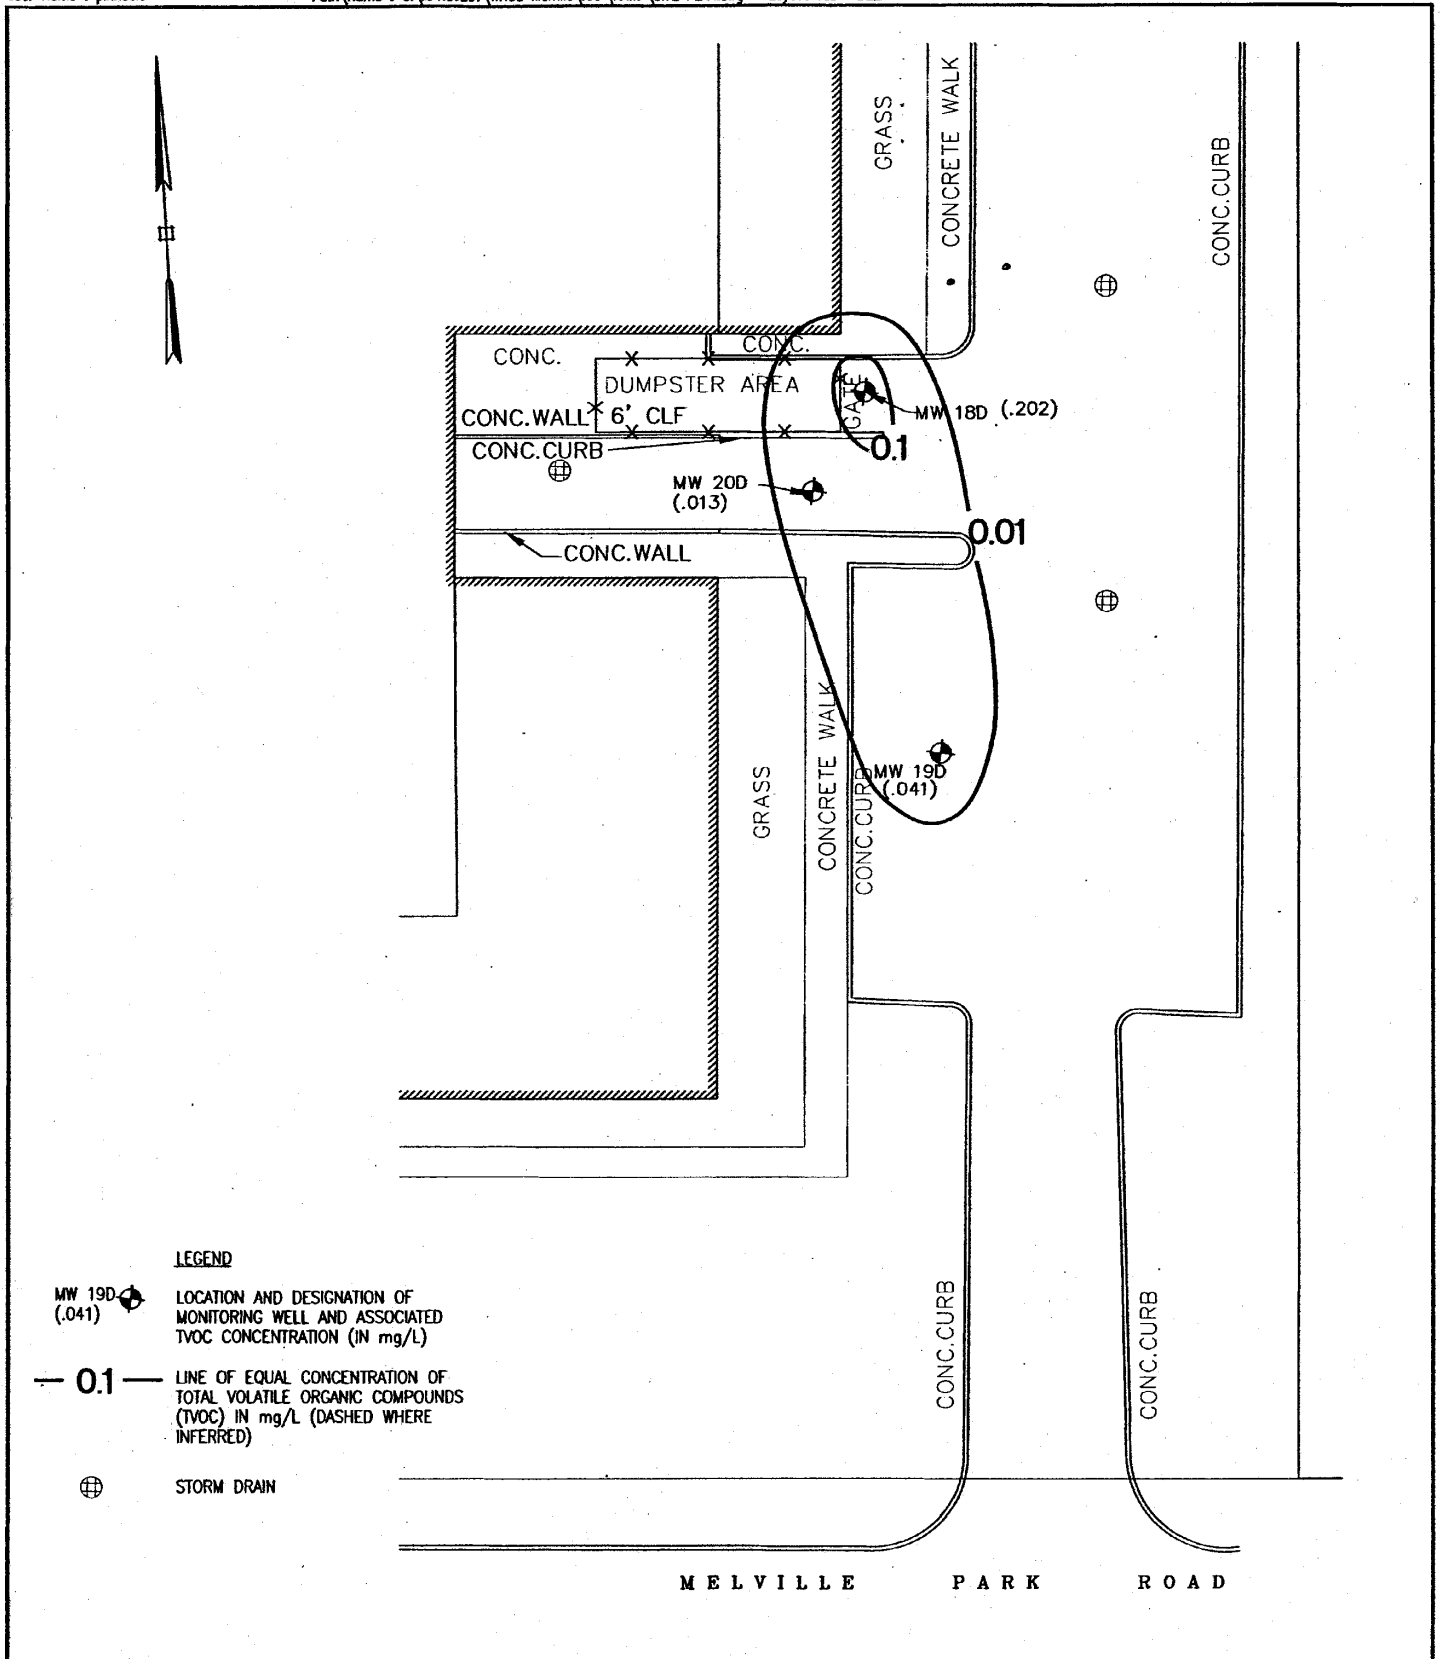 GRASS
CONCRETE WALK
CONC.CURB
CONC.
CONC.
DUMPSTER AREA
GATE
MW 18D (.202)
CONC.WALL
6' CLF
0.1
CONC.CURB
MW 20D
(.013)
0.01
CONC.WALL
GRASS
CONCRETE WALK
CONC.CURB
MW 19D
(.041)
LEGEND
MW 19D
(.041)
LOCATION AND DESIGNATION OF
MONITORING WELL AND ASSOCIATED
TVOC CONCENTRATION (IN mg/L)
0.1
LINE OF EQUAL CONCENTRATION OF
TOTAL VOLATILE ORGANIC COMPOUNDS
(TVOC) IN mg/L (DASHED WHERE
INFERRED)
STORM DRAIN
CONC.CURB
CONC.CURB
MELVILLE PARK ROAD